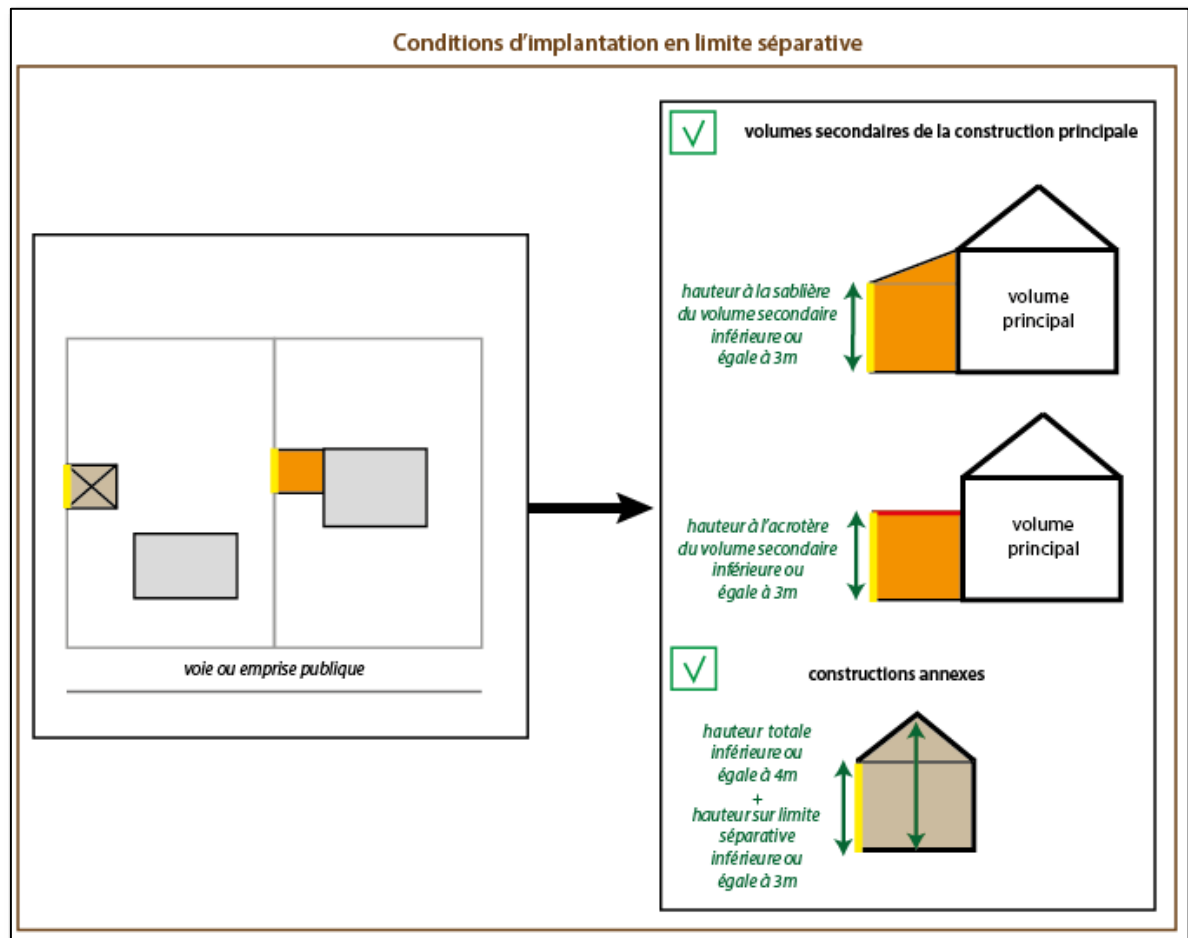 Conditions d'implantation en limite séparative
voie ou emprise publique
volumes secondaires de la construction principale
hauteur à la sablière
du volume secondaire
inférieure ou
égale à 3m
volume
principal
hauteur à l'acrotère
du volume secondaire
inférieure ou
égale à 3m
volume
principal
constructions annexes
hauteur totale
inférieure ou
égale à 4m
+
hauteur sur limite
séparative
inférieure ou
égale à 3m